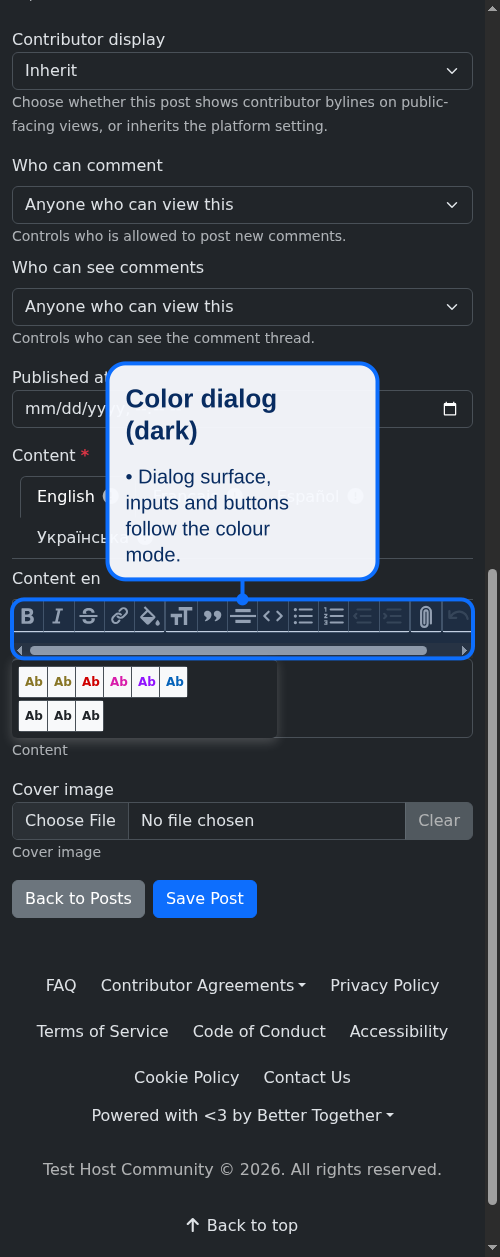 Contributor display
Inherit
Choose whether this post shows contributor bylines on public-
facing views, or inherits the platform setting.
Who can comment
Anyone who can view this
Controls who is allowed to post new comments.
Who can see comments
Anyone who can view this
Controls who can see the comment thread.
Published at
mm/dd/yyyy
Color dialog
(dark)
• Dialog surface,
inputs and buttons
follow the colour
mode.
Content *
English
Español
Content en
Ab Ab Ab Ab Ab Ab
Ab Ab Ab
Content
Cover image
Choose File No file chosen Clear
Cover image
Back to Posts Save Post
FAQ Contributor Agreements Privacy Policy
Terms of Service Code of Conduct Accessibility
Cookie Policy Contact Us
Powered with <3 by Better Together
Test Host Community © 2026. All rights reserved.
Back to top